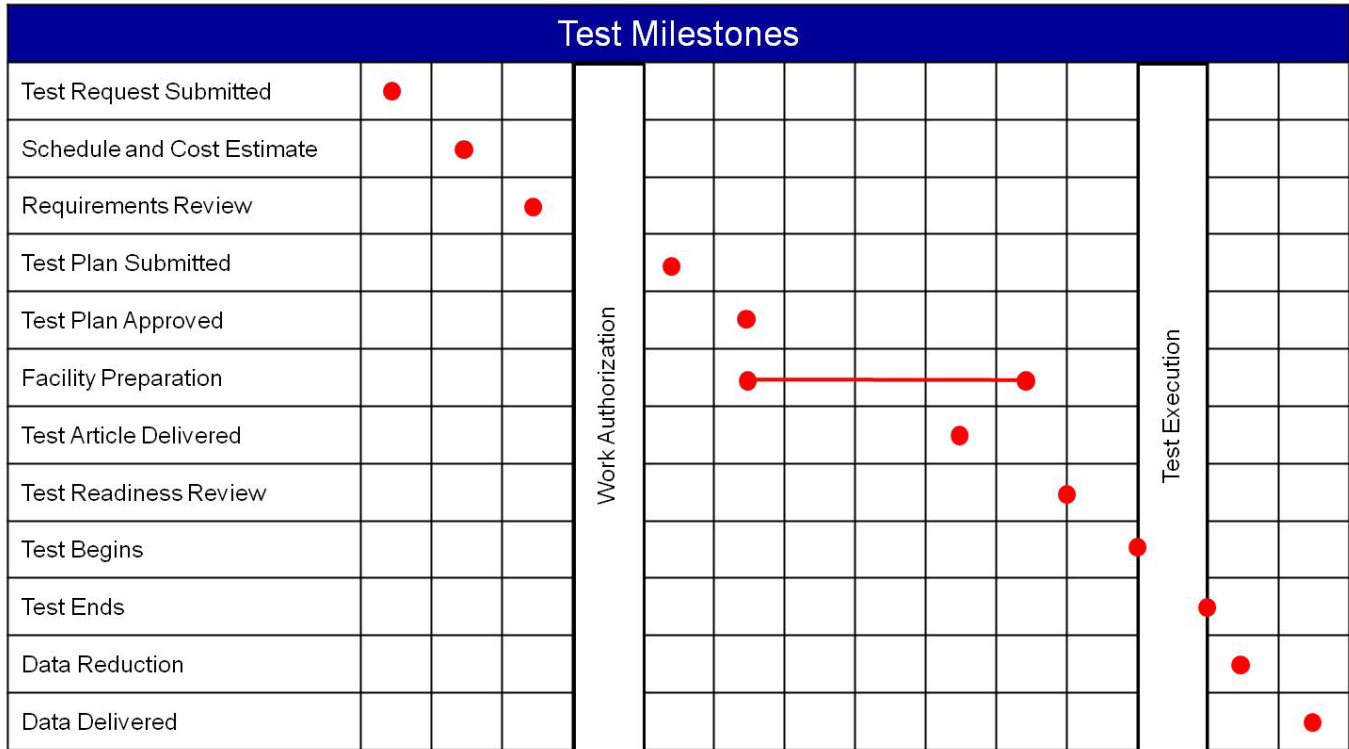 Test Milestones
Test Request Submitted
Schedule and Cost Estimate
Requirements Review
Test Plan Submitted
Test Plan Approved
Facility Preparation
Test Article Delivered
Test Readiness Review
Test Begins
Test Ends
Data Reduction
Data Delivered
Work Authorization
Test Execution